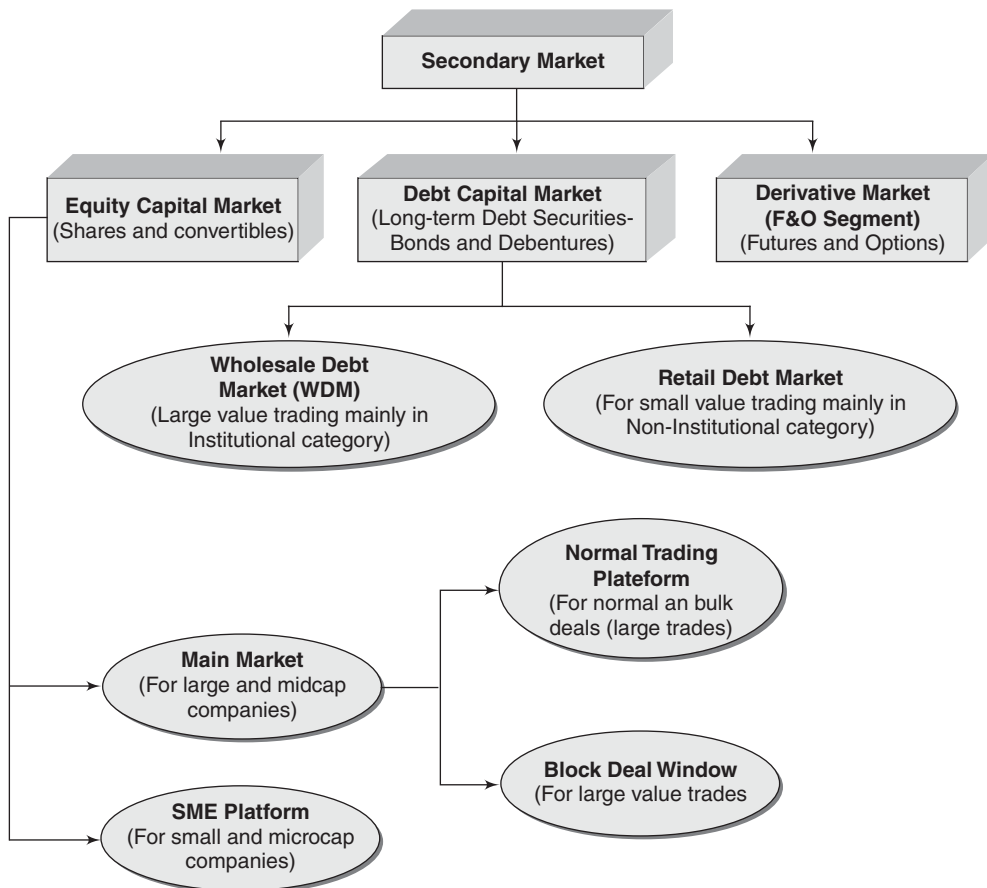 Secondary Market
Equity Capital Market
(Shares and convertibles)
Debt Capital Market
(Long-term Debt Securities-
Bonds and Debentures)
Derivative Market
(F&O Segment)
(Futures and Options)
Wholesale Debt
Market (WDM)
(Large value trading mainly in
Institutional category)
Retail Debt Market
(For small value trading mainly in
Non-Institutional category)
Normal Trading
Plateform
(For normal an bulk
deals (large trades)
Main Market
(For large and midcap
companies)
Block Deal Window
(For large value trades
SME Platform
(For small and microcap
companies)